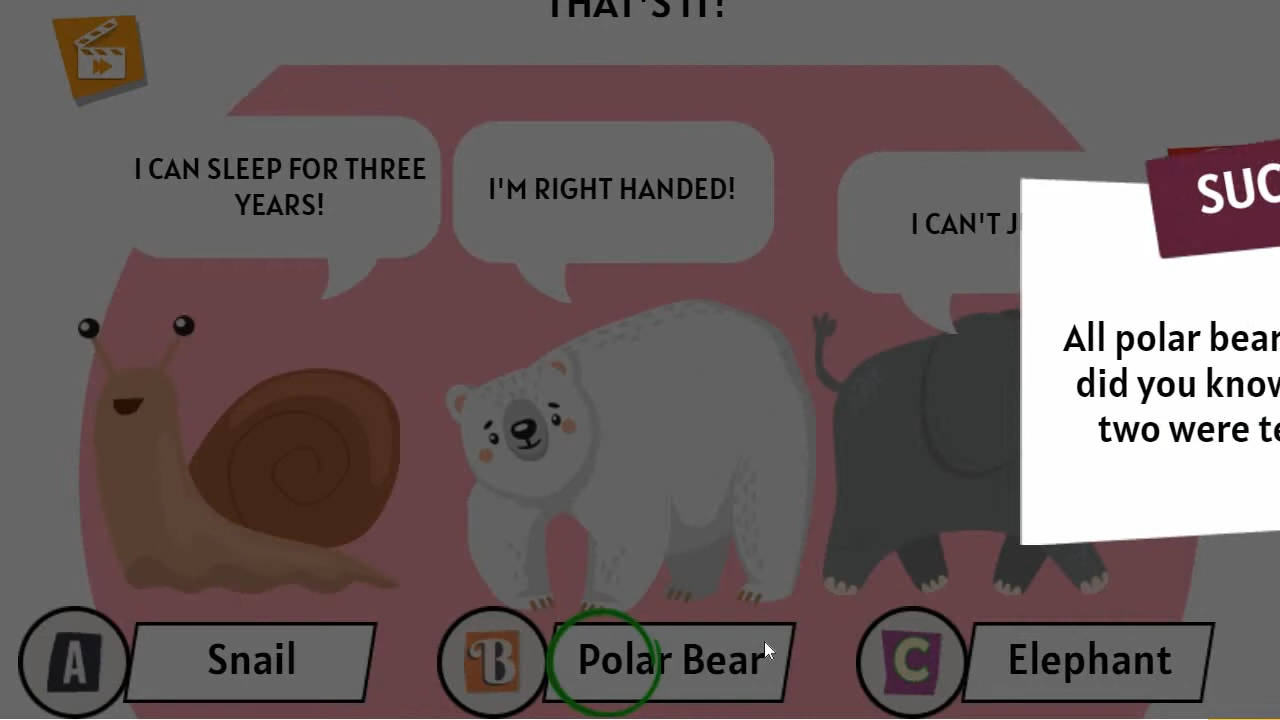 THAT'S IT!
I CAN SLEEP FOR THREE
YEARS!
I'M RIGHT HANDED!
I CAN'T
SUC
All polar bear
did you know
two were te
A
Snail
B
Polar Bear
C
Elephant